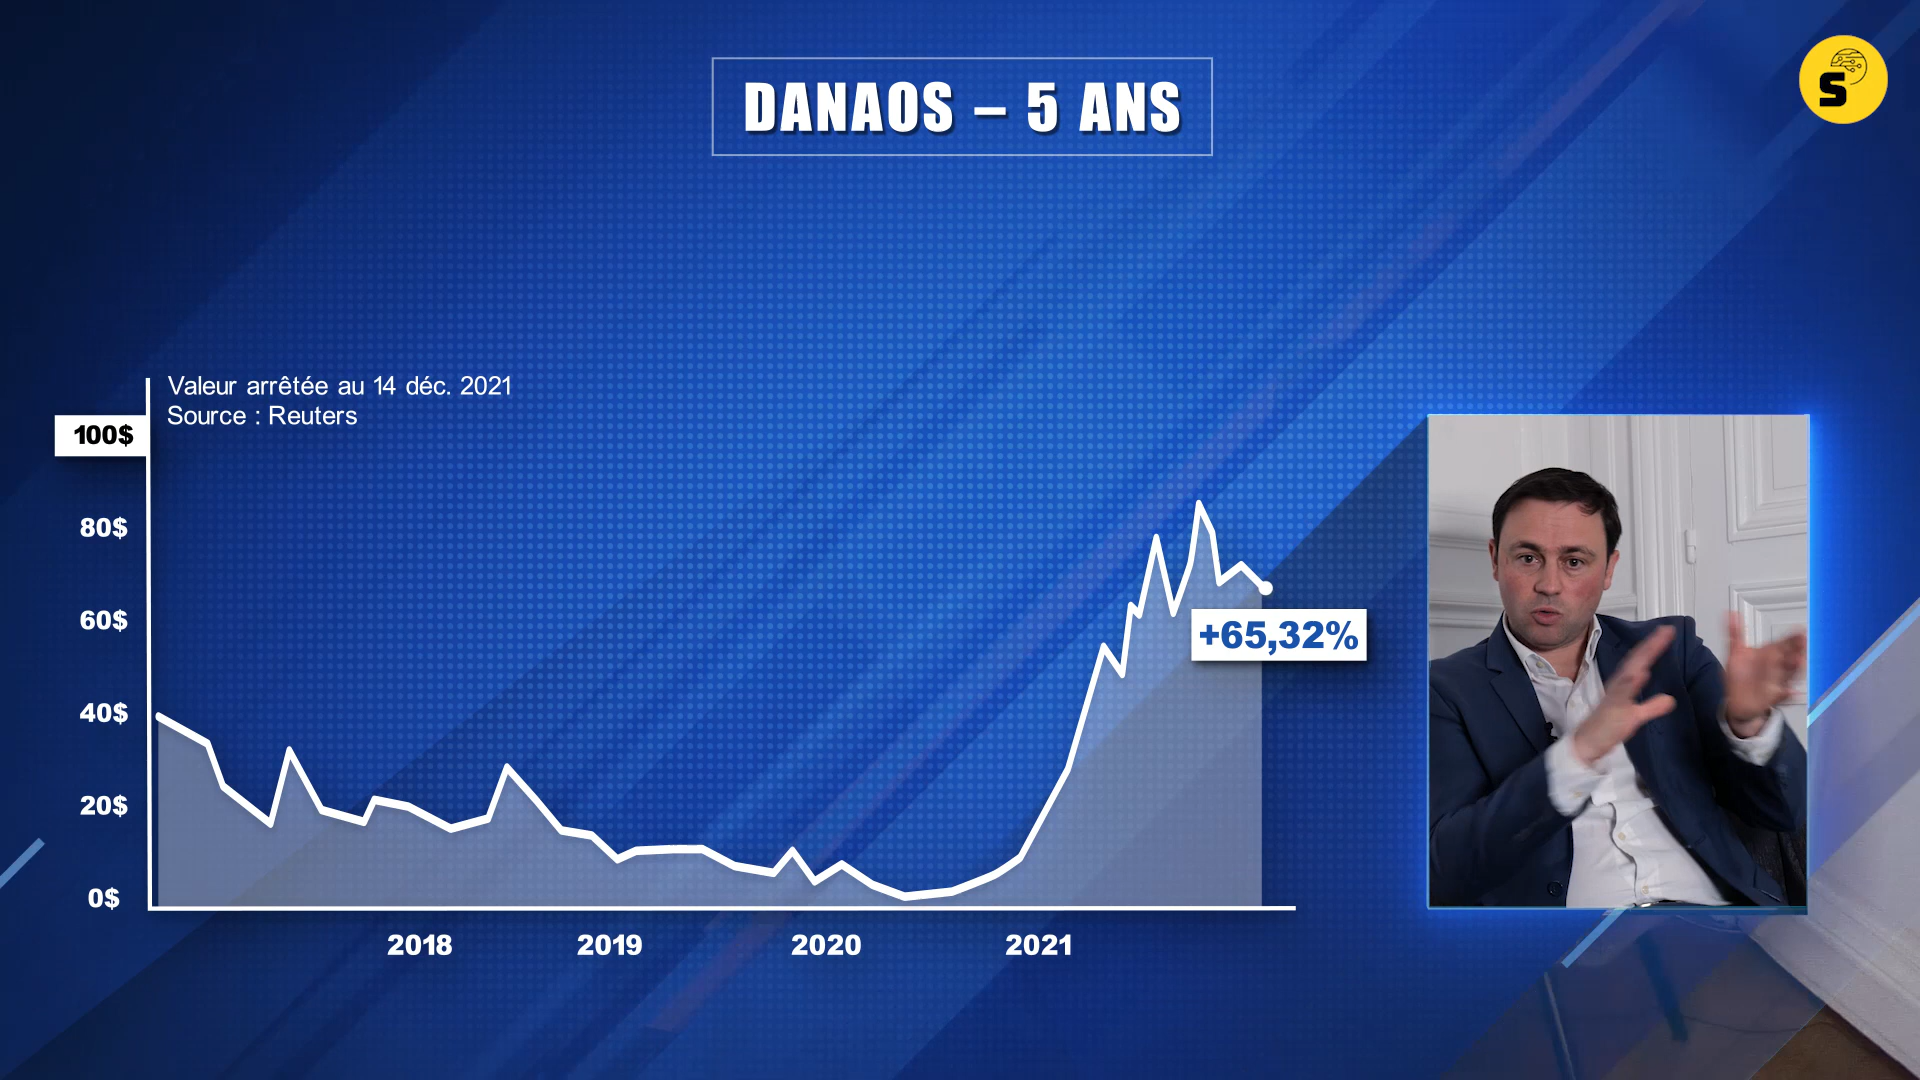 DANAOS – 5 ANS
S
Valeur arrêtée au 14 déc. 2021
Source : Reuters
100$
80$
60$
40$
20$
0$
+65,32%
2018 2019 2020 2021